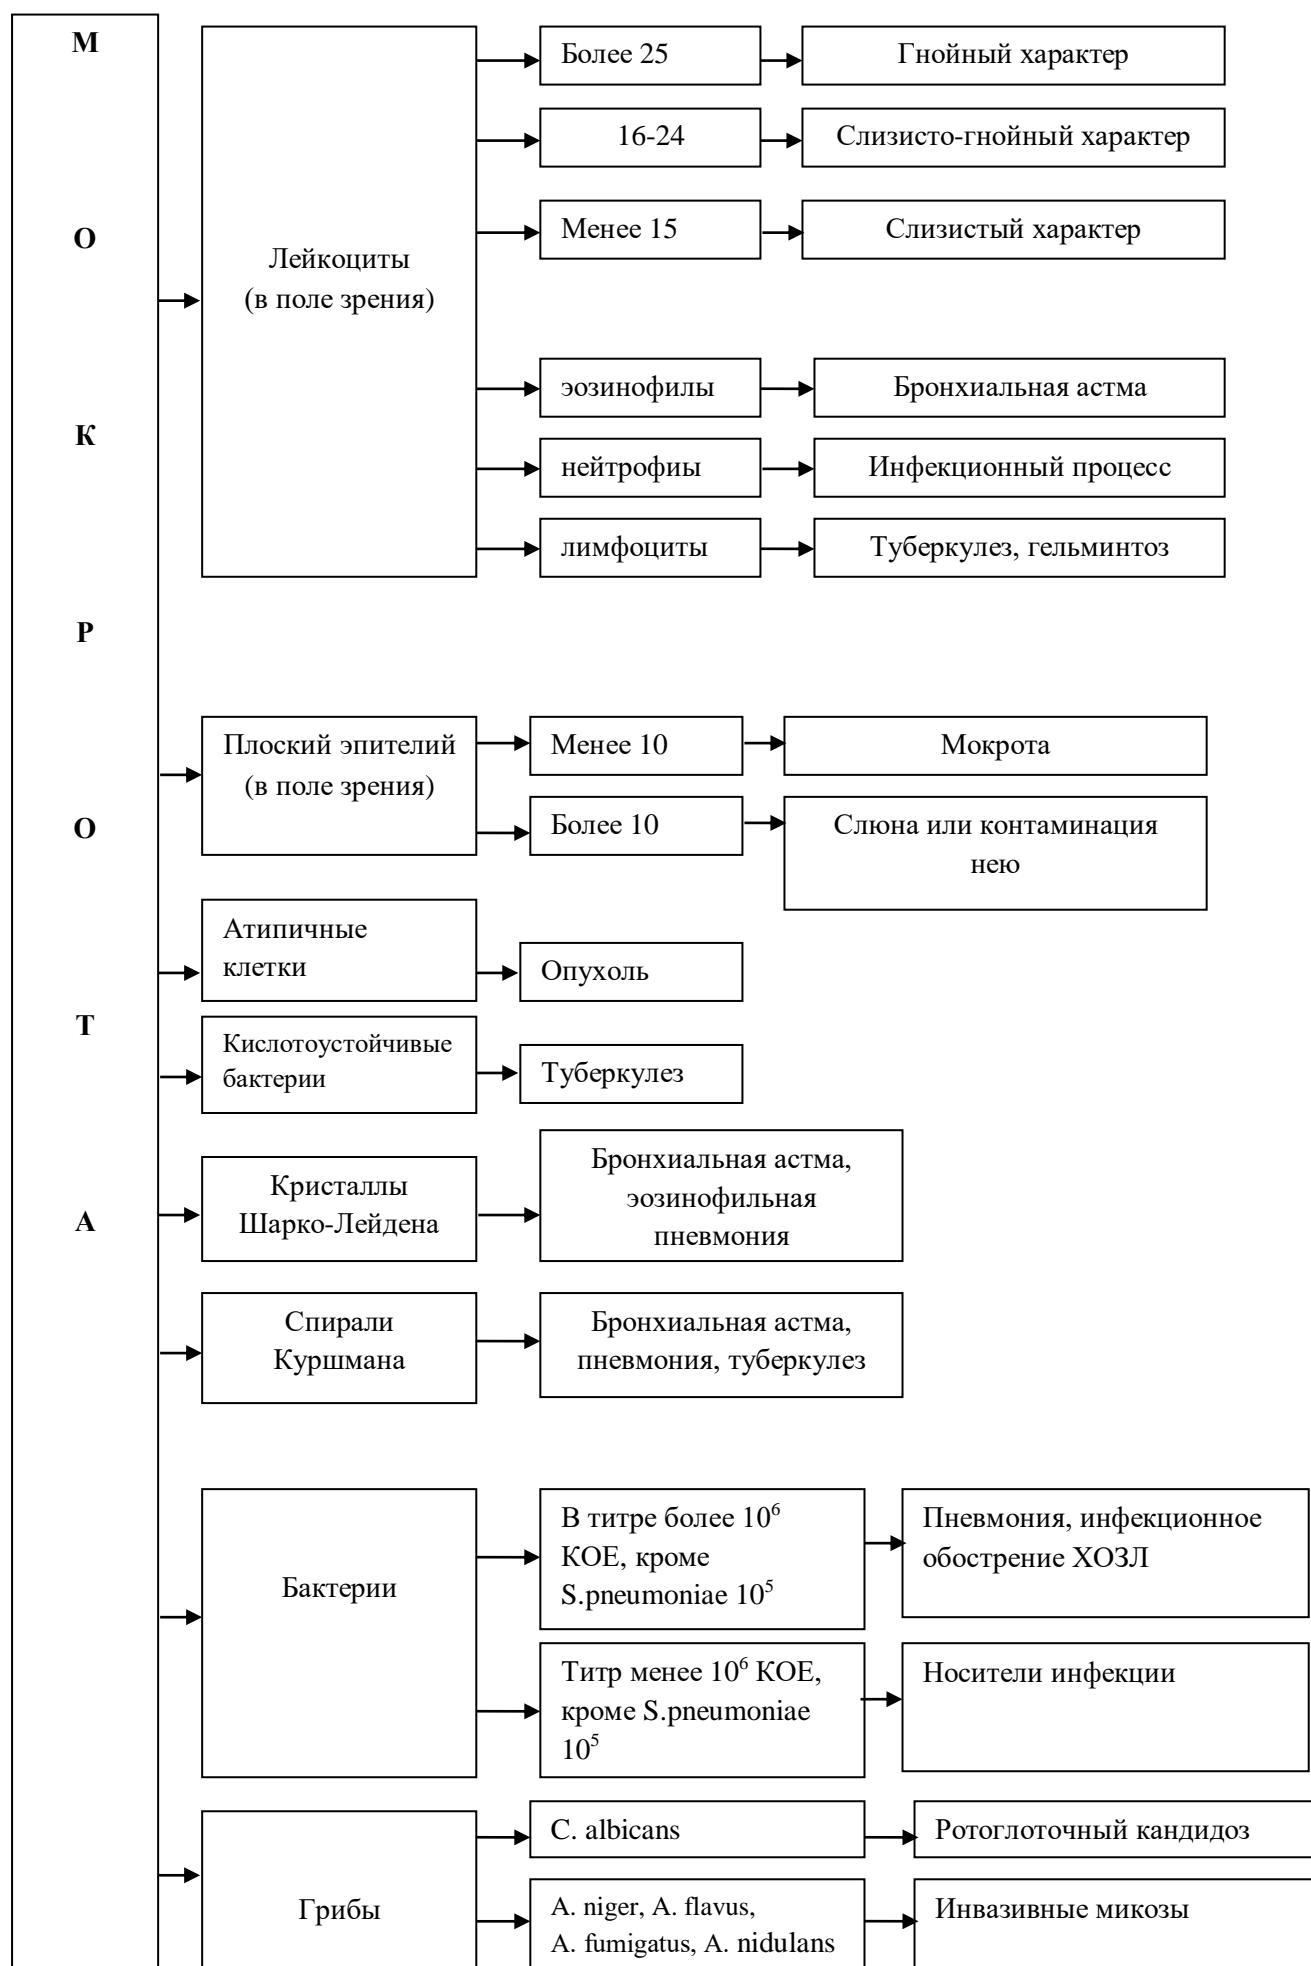 М
О
К
Р
О
Т
А
Лейкоциты
(в поле зрения)
Более 25
Гнойный характер
16-24
Слизисто-гнойный характер
Менее 15
Слизистый характер
эозинофилы
Бронхиальная астма
нейтрофиы
Инфекционный процесс
лимфоциты
Туберкулез, гельминтоз
Плоский эпителий
(в поле зрения)
Менее 10
Мокрота
Более 10
Слюна или контаминация
нею
Атипичные
клетки
Опухоль
Кислотоустойчивые
бактерии
Туберкулез
Кристаллы
Шарко-Лейдена
Бронхиальная астма,
эозинофильная
пневмония
Спирали
Куршмана
Бронхиальная астма,
пневмония, туберкулез
Бактерии
В титре более 10⁶
КОЕ, кроме
S.pneumoniae 10⁵
Пневмония, инфекционное
обострение ХОЗЛ
Титр менее 10⁶ КОЕ,
кроме S.pneumoniae
10⁵
Носители инфекции
Грибы
C. albicans
Ротоглоточный кандидоз
A. niger, A. flavus,
A. fumigatus, A. nidulans
Инвазивные микозы